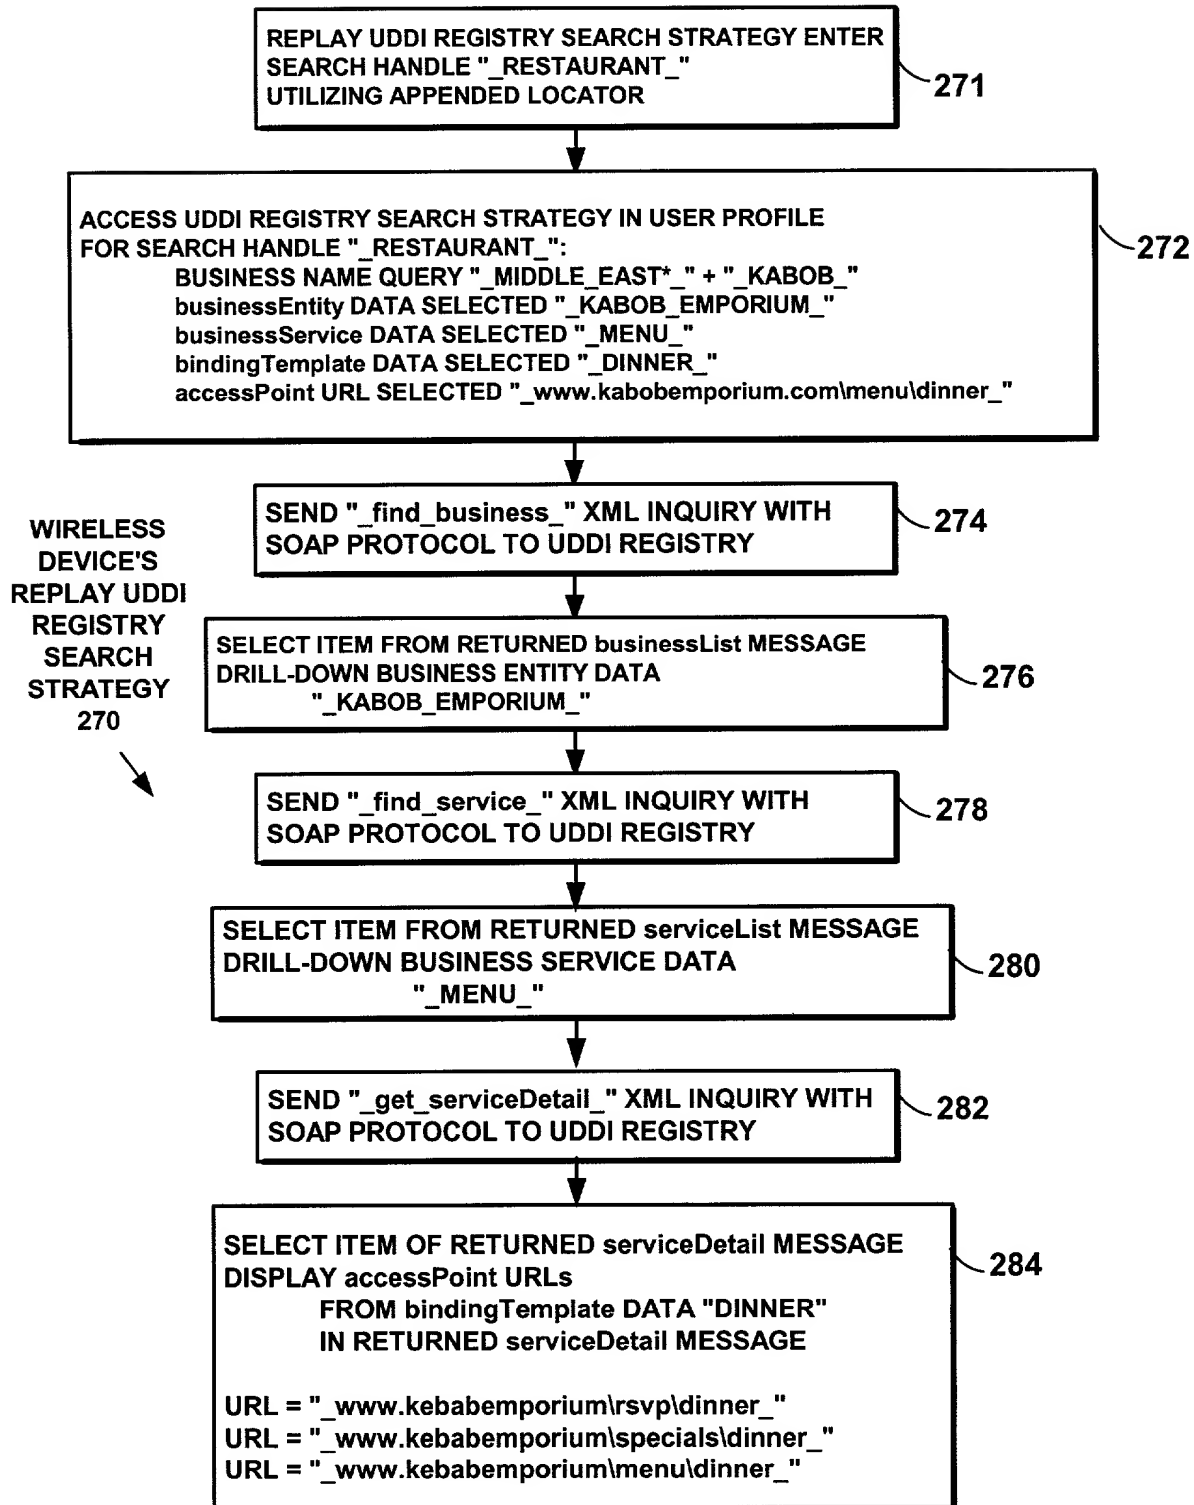 REPLAY UDDI REGISTRY SEARCH STRATEGY ENTER
SEARCH HANDLE "_RESTAURANT_"
UTILIZING APPENDED LOCATOR
271
ACCESS UDDI REGISTRY SEARCH STRATEGY IN USER PROFILE
FOR SEARCH HANDLE "_RESTAURANT_":
BUSINESS NAME QUERY "_MIDDLE_EAST*_" + "_KABOB_"
businessEntity DATA SELECTED "_KABOB_EMPORIUM_"
businessService DATA SELECTED "_MENU_"
bindingTemplate DATA SELECTED "_DINNER_"
accessPoint URL SELECTED "_www.kabobemporium.com\menu\dinner_"
272
WIRELESS
DEVICE'S
REPLAY UDDI
REGISTRY
SEARCH
STRATEGY
270
SEND "_find_business_" XML INQUIRY WITH
SOAP PROTOCOL TO UDDI REGISTRY
274
SELECT ITEM FROM RETURNED businessList MESSAGE
DRILL-DOWN BUSINESS ENTITY DATA
"_KABOB_EMPORIUM_"
276
SEND "_find_service_" XML INQUIRY WITH
SOAP PROTOCOL TO UDDI REGISTRY
278
SELECT ITEM FROM RETURNED serviceList MESSAGE
DRILL-DOWN BUSINESS SERVICE DATA
"_MENU_"
280
SEND "_get_serviceDetail_" XML INQUIRY WITH
SOAP PROTOCOL TO UDDI REGISTRY
282
SELECT ITEM OF RETURNED serviceDetail MESSAGE
DISPLAY accessPoint URLs
FROM bindingTemplate DATA "DINNER"
IN RETURNED serviceDetail MESSAGE
URL = "_www.kebabemporium\rsvp\dinner_"
URL = "_www.kebabemporium\specials\dinner_"
URL = "_www.kebabemporium\menu\dinner_"
284